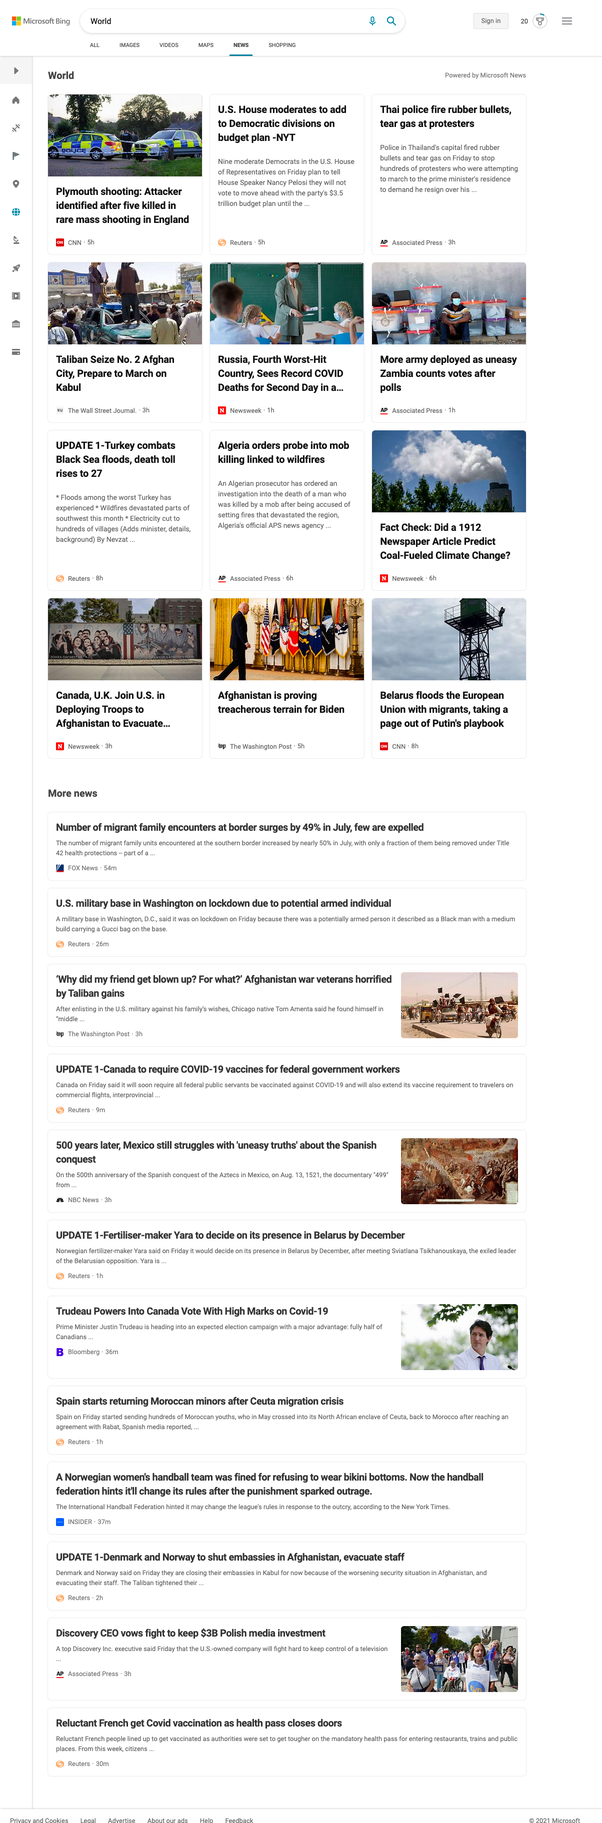 Microsoft Bing
World
Sign in
20
ALL
IMAGES
VIDEOS
MAPS
NEWS
SHOPPING
World
Powered by Microsoft News
Plymouth shooting: Attacker
identified after five killed in
rare mass shooting in England
CNN · 5h
U.S. House moderates to add
to Democratic divisions on
budget plan -NYT
Nine moderate Democrats in the U.S. House
of Representatives on Friday plan to tell
House Speaker Nancy Pelosi they will not
vote to move ahead with the party's $3.5
trillion budget plan until the ...
Reuters · 5h
Thai police fire rubber bullets,
tear gas at protesters
Police in Thailand's capital fired rubber
bullets and tear gas on Friday to stop
hundreds of protesters who were attempting
to march to the prime minister's residence
to demand he resign over his ...
AP Associated Press · 3h
Taliban Seize No. 2 Afghan
City, Prepare to March on
Kabul
The Wall Street Journal. · 3h
Russia, Fourth Worst-Hit
Country, Sees Record COVID
Deaths for Second Day in a...
N Newsweek · 1h
More army deployed as uneasy
Zambia counts votes after
polls
AP Associated Press · 1h
UPDATE 1-Turkey combats
Black Sea floods, death toll
rises to 27
* Floods among the worst Turkey has
experienced * Wildfires devastated parts of
southwest this month * Electricity cut to
hundreds of villages (Adds minister, details,
background) By Nevzat ...
Reuters · 8h
Algeria orders probe into mob
killing linked to wildfires
An Algerian prosecutor has ordered an
investigation into the death of a man who
was killed by a mob after being accused of
setting fires that devastated the region,
Algeria's official APS news agency ...
AP Associated Press · 6h
Fact Check: Did a 1912
Newspaper Article Predict
Coal-Fueled Climate Change?
N Newsweek · 6h
Canada, U.K. Join U.S. in
Deploying Troops to
Afghanistan to Evacuate...
N Newsweek · 3h
Afghanistan is proving
treacherous terrain for Biden
wp The Washington Post · 5h
Belarus floods the European
Union with migrants, taking a
page out of Putin's playbook
CNN · 8h
More news
Number of migrant family encounters at border surges by 49% in July, few are expelled
The number of migrant family units encountered at the southern border increased by nearly 50% in July, with only a fraction of them being removed under Title
42 health protections -- part of a ...
FOX News · 54m
U.S. military base in Washington on lockdown due to potential armed individual
A military base in Washington, D.C., said it was on lockdown on Friday because there was a potentially armed person it described as a Black man with a medium
build carrying a Gucci bag on the base.
Reuters · 26m
'Why did my friend get blown up? For what?' Afghanistan war veterans horrified
by Taliban gains
After enlisting in the U.S. military against his family's wishes, Chicago native Tom Amenta said he found himself in
"middle ...
wp The Washington Post · 3h
UPDATE 1-Canada to require COVID-19 vaccines for federal government workers
Canada on Friday said it will soon require all federal public servants be vaccinated against COVID-19 and will also extend its vaccine requirement to travelers on
commercial flights, interprovincial ...
Reuters · 9m
500 years later, Mexico still struggles with 'uneasy truths' about the Spanish
conquest
On the 500th anniversary of the Spanish conquest of the Aztecs in Mexico, on Aug. 13, 1521, the documentary "499"
from ...
NBC News · 3h
UPDATE 1-Fertiliser-maker Yara to decide on its presence in Belarus by December
Norwegian fertilizer-maker Yara said on Friday it would decide on its presence in Belarus by December, after meeting Sviatlana Tsikhanouskaya, the exiled leader
of the Belarusian opposition. Yara is ...
Reuters · 1h
Trudeau Powers Into Canada Vote With High Marks on Covid-19
Prime Minister Justin Trudeau is heading into an expected election campaign with a major advantage: fully half of
Canadians ...
B Bloomberg · 36m
Spain starts returning Moroccan minors after Ceuta migration crisis
Spain on Friday started sending hundreds of Moroccan youths, who in May crossed into its North African enclave of Ceuta, back to Morocco after reaching an
agreement with Rabat, Spanish media reported, ...
Reuters · 1h
A Norwegian women's handball team was fined for refusing to wear bikini bottoms. Now the handball
federation hints it'll change its rules after the punishment sparked outrage.
The International Handball Federation hinted it may change the league's rules in response to the outcry, according to the New York Times.
INSIDER · 37m
UPDATE 1-Denmark and Norway to shut embassies in Afghanistan, evacuate staff
Denmark and Norway said on Friday they are closing their embassies in Kabul for now because of the worsening security situation in Afghanistan, and
evacuating their staff. The Taliban tightened their ...
Reuters · 2h
Discovery CEO vows fight to keep $3B Polish media investment
A top Discovery Inc. executive said Friday that the U.S.-owned company will fight hard to keep control of a television
...
AP Associated Press · 3h
Reluctant French get Covid vaccination as health pass closes doors
Reluctant French people lined up to get vaccinated as authorities were set to get tougher on the mandatory health pass for entering restaurants, trains and public
places. From this week, citizens ...
Reuters · 30m
Privacy and Cookies
Legal
Advertise
About our ads
Help
Feedback
© 2021 Microsoft